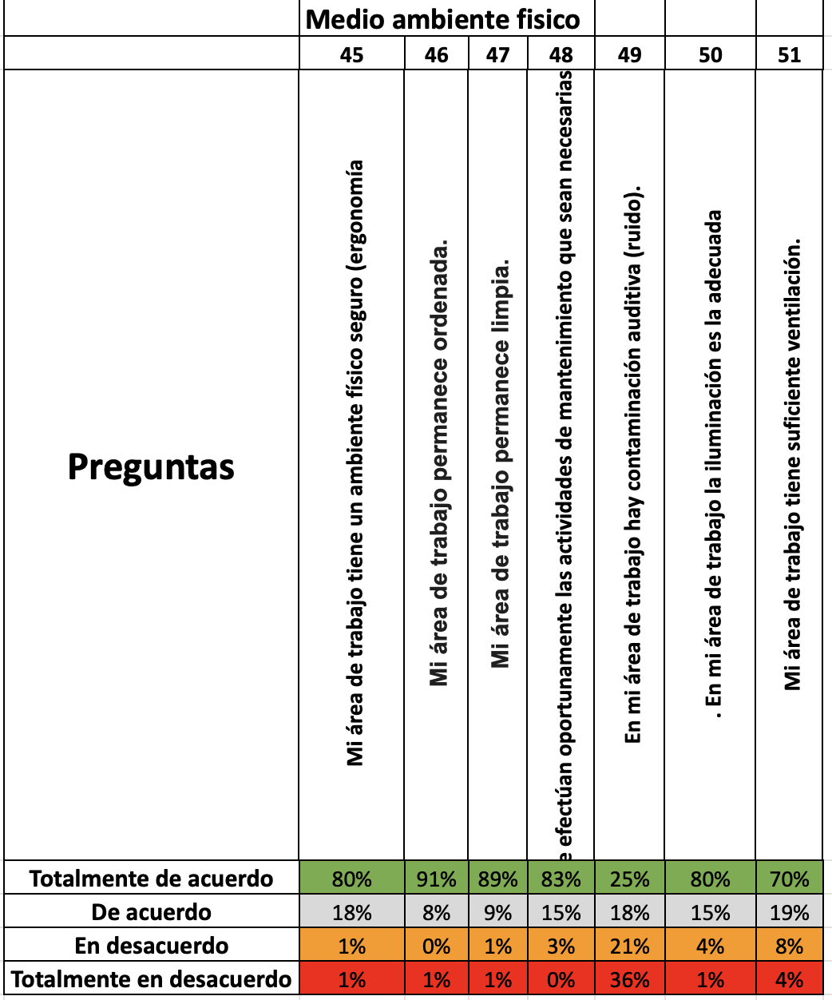 Medio ambiente fisico
45 46 47 48 49 50 51
Preguntas
Mi área de trabajo tiene un ambiente físico seguro (ergonomía
Mi área de trabajo permanece ordenada.
Mi área de trabajo permanece limpia.
e efectúan oportunamente las actividades de mantenimiento que sean necesarias
En mi área de trabajo hay contaminación auditiva (ruido).
. En mi área de trabajo la iluminación es la adecuada
Mi área de trabajo tiene suficiente ventilación.
Totalmente de acuerdo 80% 91% 89% 83% 25% 80% 70%
De acuerdo 18% 8% 9% 15% 18% 15% 19%
En desacuerdo 1% 0% 1% 3% 21% 4% 8%
Totalmente en desacuerdo 1% 1% 1% 0% 36% 1% 4%